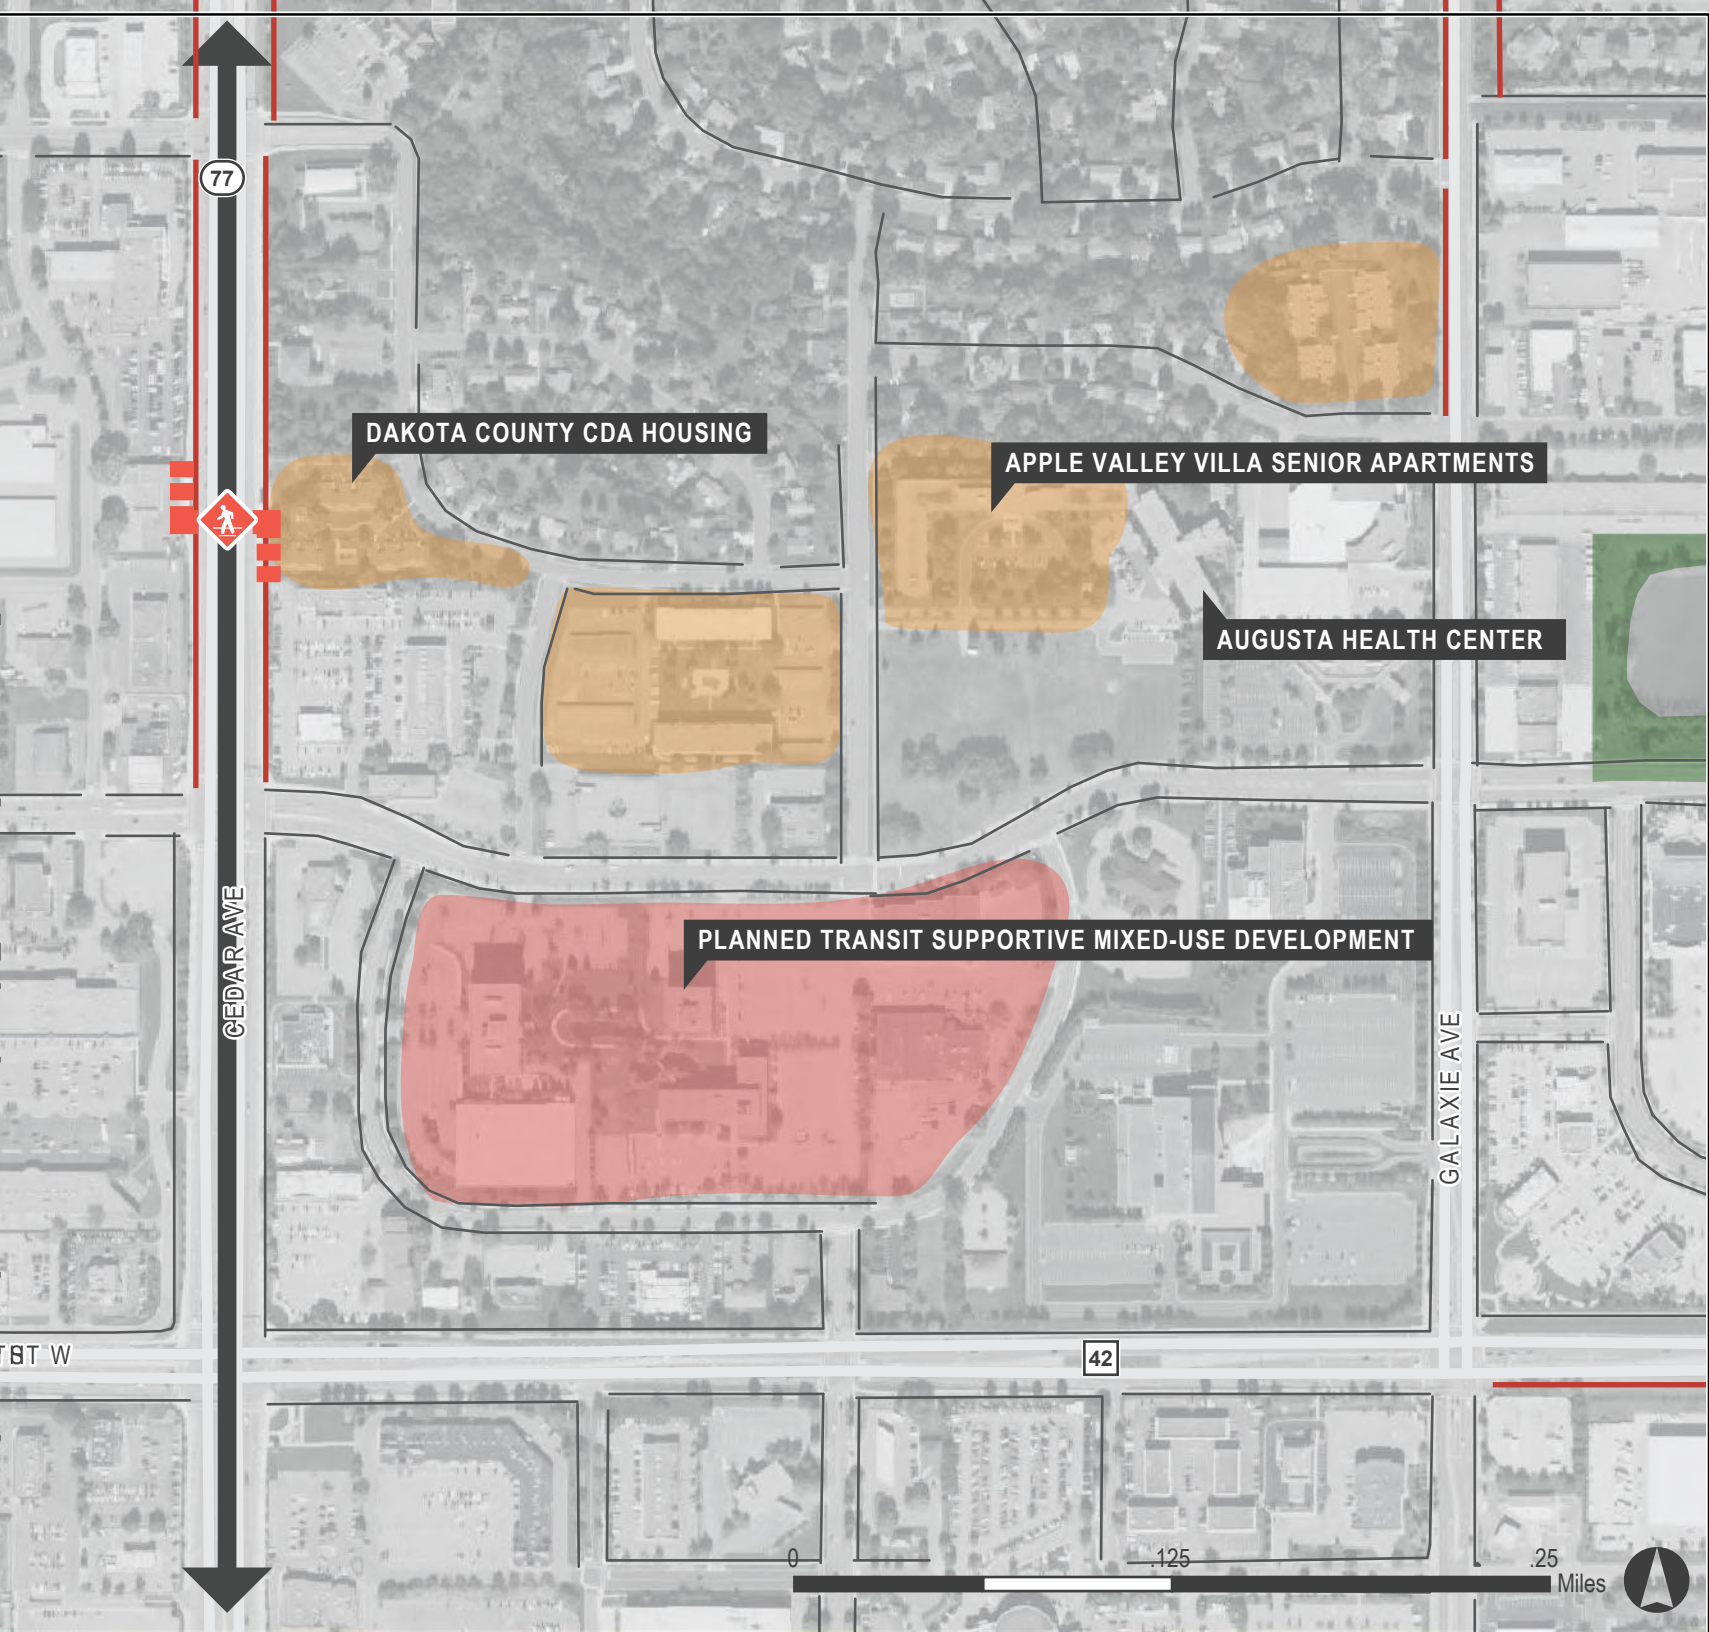 77
DAKOTA COUNTY CDA HOUSING
APPLE VALLEY VILLA SENIOR APARTMENTS
AUGUSTA HEALTH CENTER
PLANNED TRANSIT SUPPORTIVE MIXED-USE DEVELOPMENT
CEDAR AVE
GALAXIE AVE
ST W
42
0 .125 .25
Miles